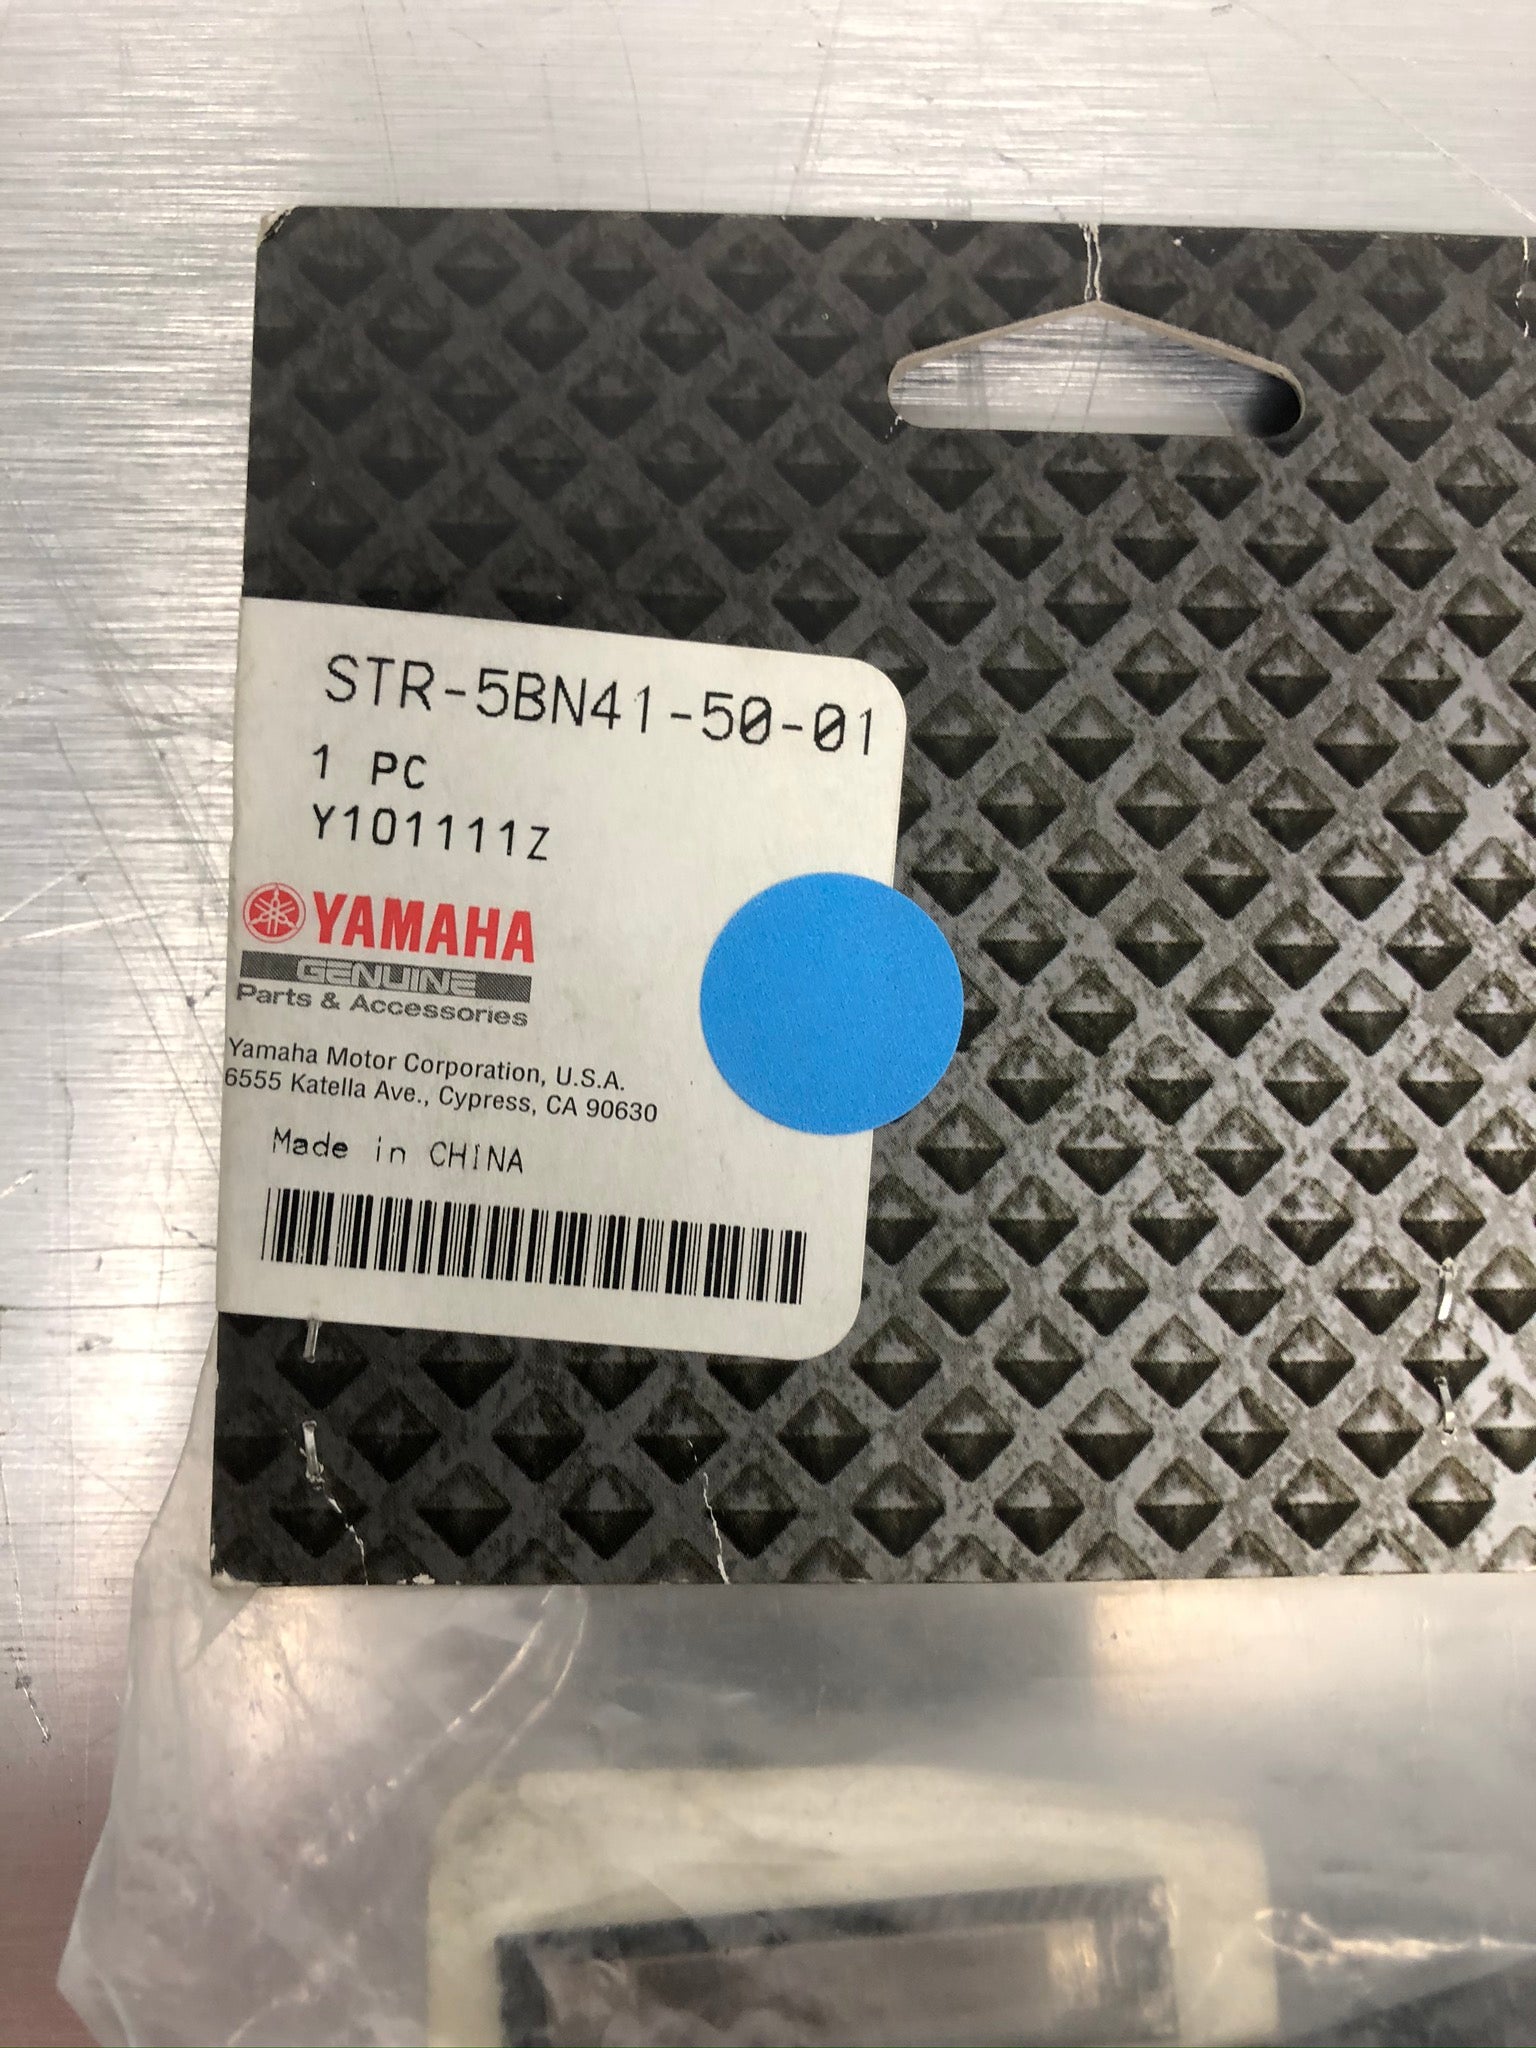 STR-5BN41-50-01
1 PC
Y101111Z
YAMAHA
GENUINE
Parts & Accessories
Yamaha Motor Corporation, U.S.A.
6555 Katella Ave., Cypress, CA 90630
Made in CHINA